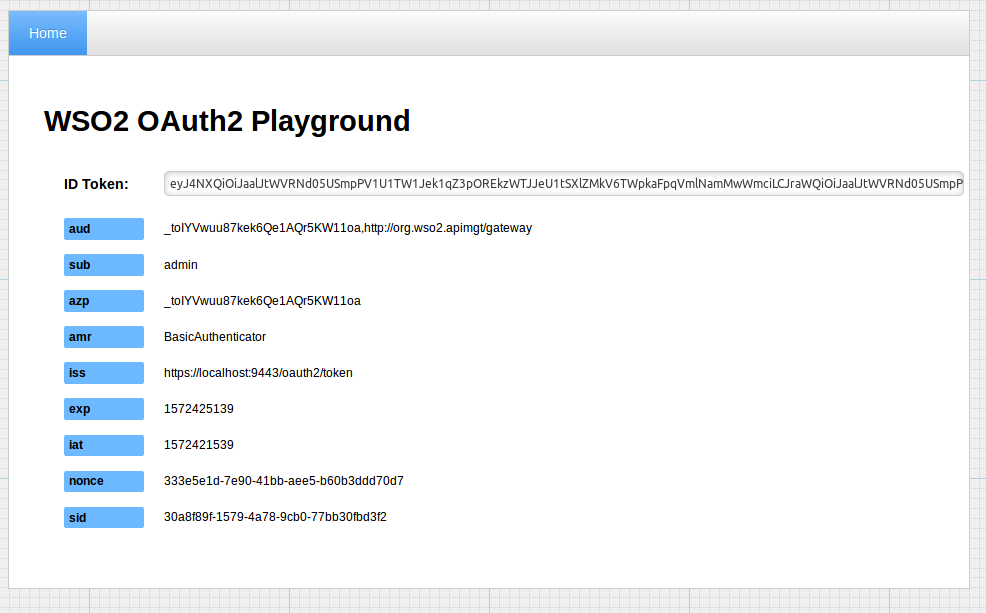 Home
WSO2 OAuth2 Playground
ID Token: eyJ4NXQiOiJaalJtWVRNd05USmpPV1U1TW1Jek1qZ3pOREkzWTJJeU1tSXlZMkV6TWpkaFpqVmlNamMwWmciLCJraWQiOiJaalJtWVRNd05USmpP
aud _toIYVwuu87kek6Qe1AQr5KW11oa,http://org.wso2.apimgt/gateway
sub admin
azp _toIYVwuu87kek6Qe1AQr5KW11oa
amr BasicAuthenticator
iss https://localhost:9443/oauth2/token
exp 1572425139
iat 1572421539
nonce 333e5e1d-7e90-41bb-aee5-b60b3ddd70d7
sid 30a8f89f-1579-4a78-9cb0-77bb30fbd3f2